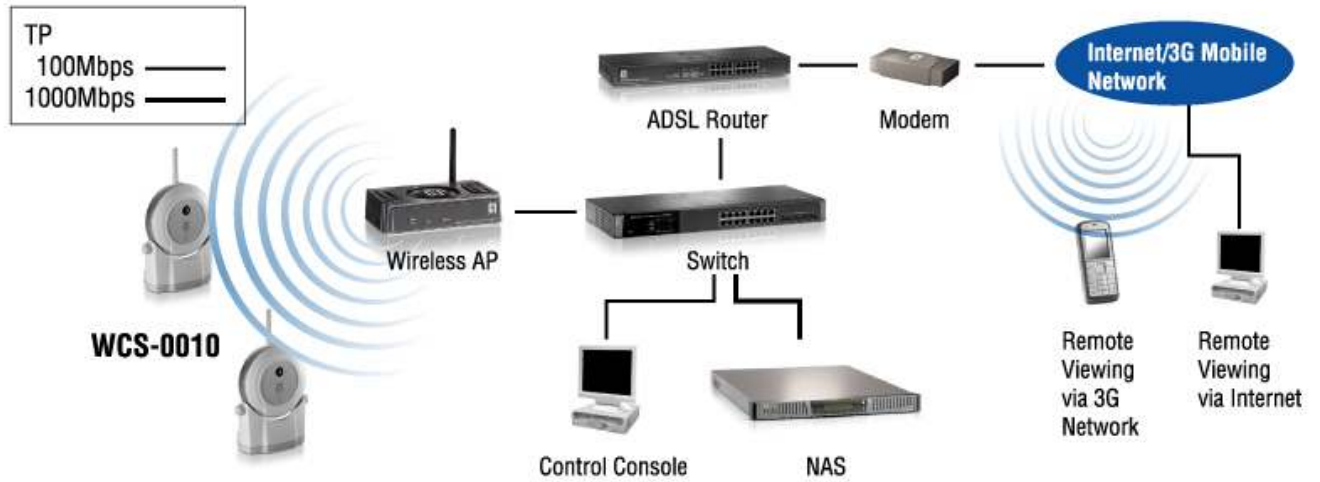 TP
100Mbps
1000Mbps
Internet/3G Mobile
Network
ADSL Router
Modem
Wireless AP
Switch
WCS-0010
Remote
Viewing
via 3G
Network
Remote
Viewing
via Internet
Control Console
NAS